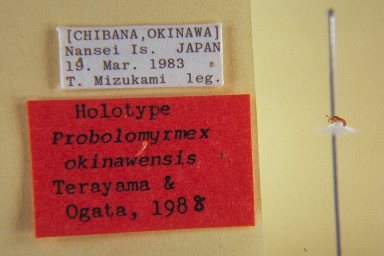 [CHIBANA,OKINAWA]
Nansei Is. JAPAN
19. Mar. 1983
T. Mizukami leg.
Holotype
Probolomyrmex
okinawensis
Terayama &
Ogata, 1988